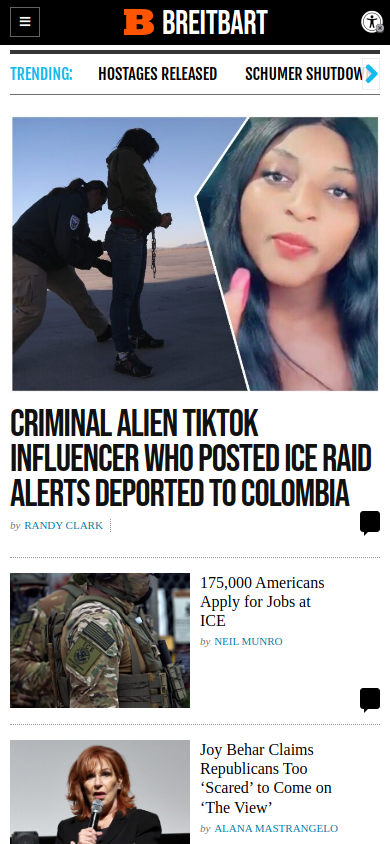 B BREITBART
TRENDING: HOSTAGES RELEASED SCHUMER SHUTDOW
CRIMINAL ALIEN TIKTOK
INFLUENCER WHO POSTED ICE RAID
ALERTS DEPORTED TO COLOMBIA
by RANDY CLARK
175,000 Americans
Apply for Jobs at
ICE
by NEIL MUNRO
Joy Behar Claims
Republicans Too
‘Scared’ to Come on
‘The View’
by ALANA MASTRANGELO